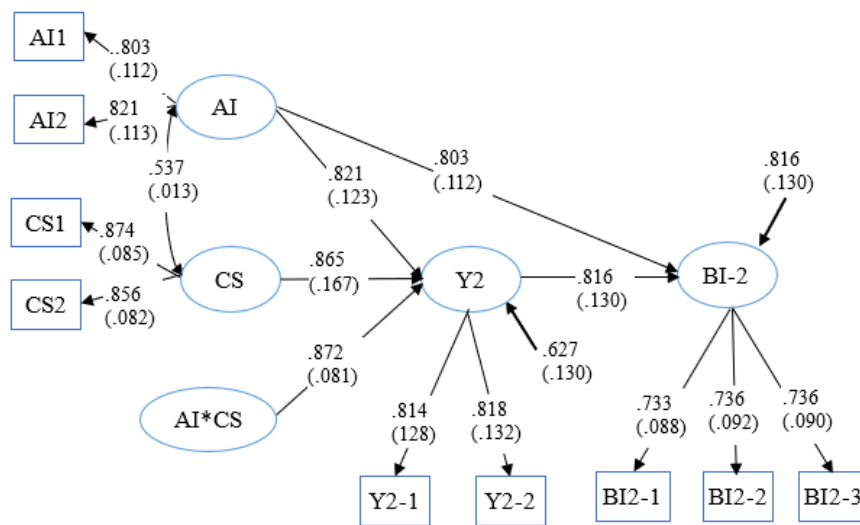 AI1
..803
(.112)
AI2
821
(.113)
AI
.537
(.013)
.821
(.123)
.803
(.112)
.816
(.130)
CS1
.874
(.085)
CS
CS2
.856
(.082)
.865
(.167)
Y2
.816
(.130)
BI-2
.872
(.081)
.627
(.130)
AI*CS
.814
(128)
.818
(.132)
.733
(.088)
.736
(.092)
.736
(.090)
Y2-1
Y2-2
BI2-1
BI2-2
BI2-3